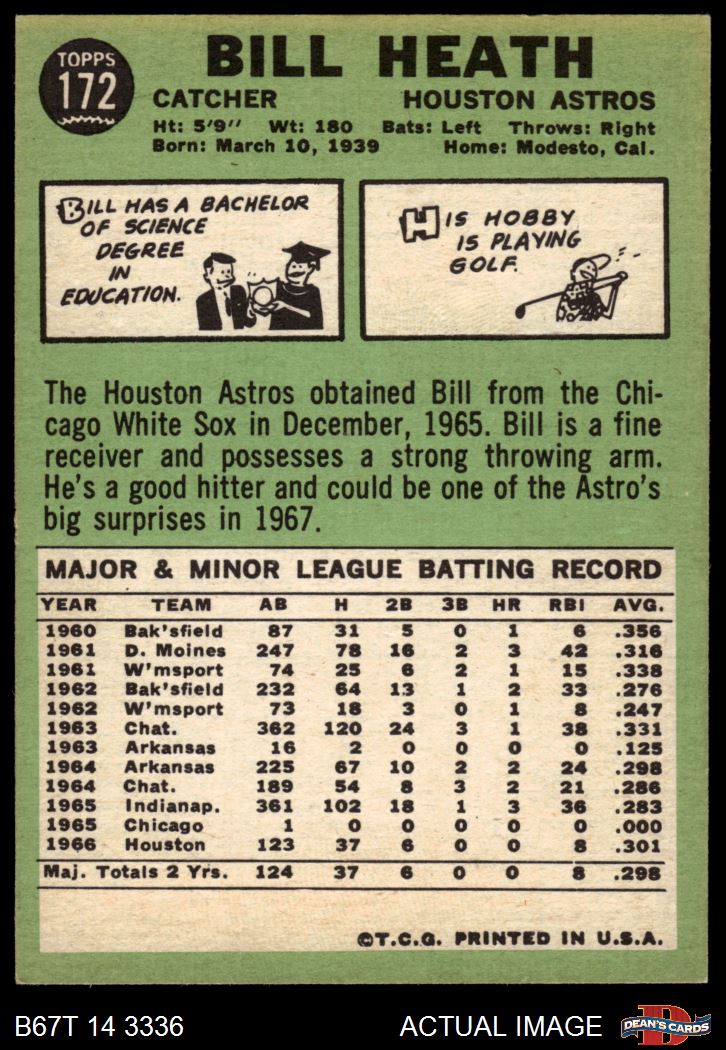 TOPPS
172
BILL HEATH
CATCHER HOUSTON ASTROS
Ht: 5'9" Wt: 180 Bats: Left Throws: Right
Born: March 10, 1939 Home: Modesto, Cal.
BILL HAS A BACHELOR
OF SCIENCE
DEGREE
IN
EDUCATION.
HIS HOBBY
IS PLAYING
GOLF.
The Houston Astros obtained Bill from the Chi-
cago White Sox in December, 1965. Bill is a fine
receiver and possesses a strong throwing arm.
He's a good hitter and could be one of the Astro's
big surprises in 1967.
MAJOR & MINOR LEAGUE BATTING RECORD
YEAR TEAM AB H 2B 3B HR RBI AVG.
1960 Bak'sfield 87 31 5 0 1 6 .356
1961 D. Moines 247 78 16 2 3 42 .316
1961 W'msport 74 25 6 2 1 15 .338
1962 Bak'sfield 232 64 13 1 2 33 .276
1962 W'msport 73 18 3 0 1 8 .247
1963 Chat. 362 120 24 3 1 38 .331
1963 Arkansas 16 2 0 0 0 0 .125
1964 Arkansas 225 67 10 2 2 24 .298
1964 Chat. 189 54 8 3 2 21 .286
1965 Indianap. 361 102 18 1 3 36 .283
1965 Chicago 1 0 0 0 0 0 .000
1966 Houston 123 37 6 0 0 8 .301
Maj. Totals 2 Yrs. 124 37 6 0 0 8 .298
©T.C.G. PRINTED IN U.S.A.
B67T 14 3336 ACTUAL IMAGE
D
DEAN'S CARDS